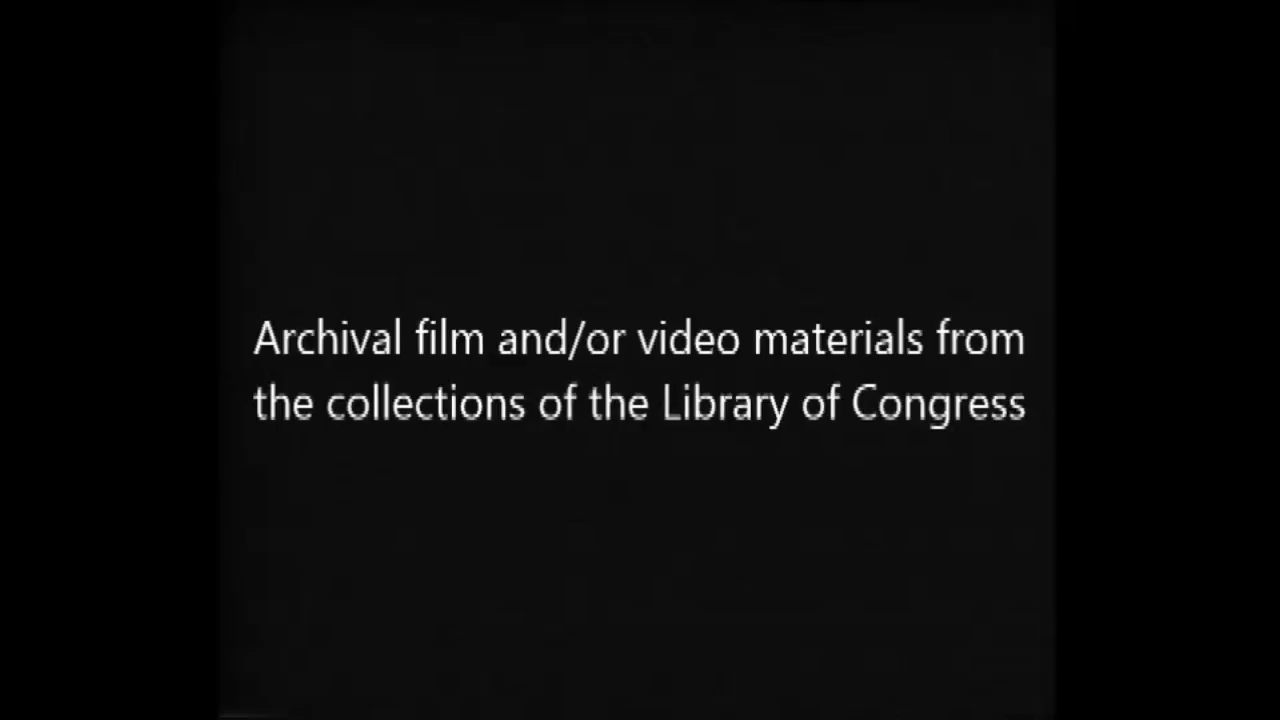 Archival film and/or video materials from
the collections of the Library of Congress